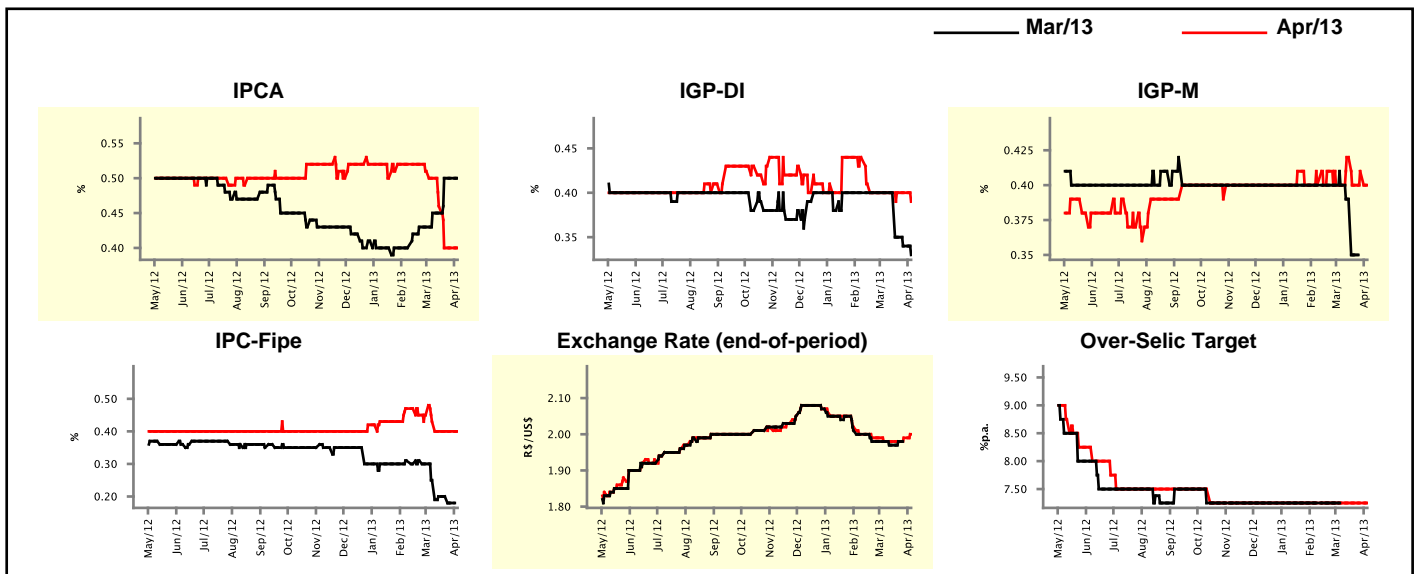 Mar/13 Apr/13
IPCA
0.55
0.50
0.45
0.40
%
May/12 Jun/12 Jul/12 Aug/12 Sep/12 Oct/12 Nov/12 Dec/12 Jan/13 Feb/13 Mar/13 Apr/13
IGP-DI
0.45
0.40
0.35
%
May/12 Jun/12 Jul/12 Aug/12 Sep/12 Oct/12 Nov/12 Dec/12 Jan/13 Feb/13 Mar/13 Apr/13
IGP-M
0.425
0.40
0.375
0.35
%
May/12 Jun/12 Jul/12 Aug/12 Sep/12 Oct/12 Nov/12 Dec/12 Jan/13 Feb/13 Mar/13 Apr/13
IPC-Fipe
0.50
0.40
0.30
0.20
%
May/12 Jun/12 Jul/12 Aug/12 Sep/12 Oct/12 Nov/12 Dec/12 Jan/13 Feb/13 Mar/13 Apr/13
Exchange Rate (end-of-period)
2.10
2.00
1.90
1.80
R$/US$
May/12 Jun/12 Jul/12 Aug/12 Sep/12 Oct/12 Nov/12 Dec/12 Jan/13 Feb/13 Mar/13 Apr/13
Over-Selic Target
9.50
9.00
8.50
8.00
7.50
%p.a.
May/12 Jun/12 Jul/12 Aug/12 Sep/12 Oct/12 Nov/12 Dec/12 Jan/13 Feb/13 Mar/13 Apr/13